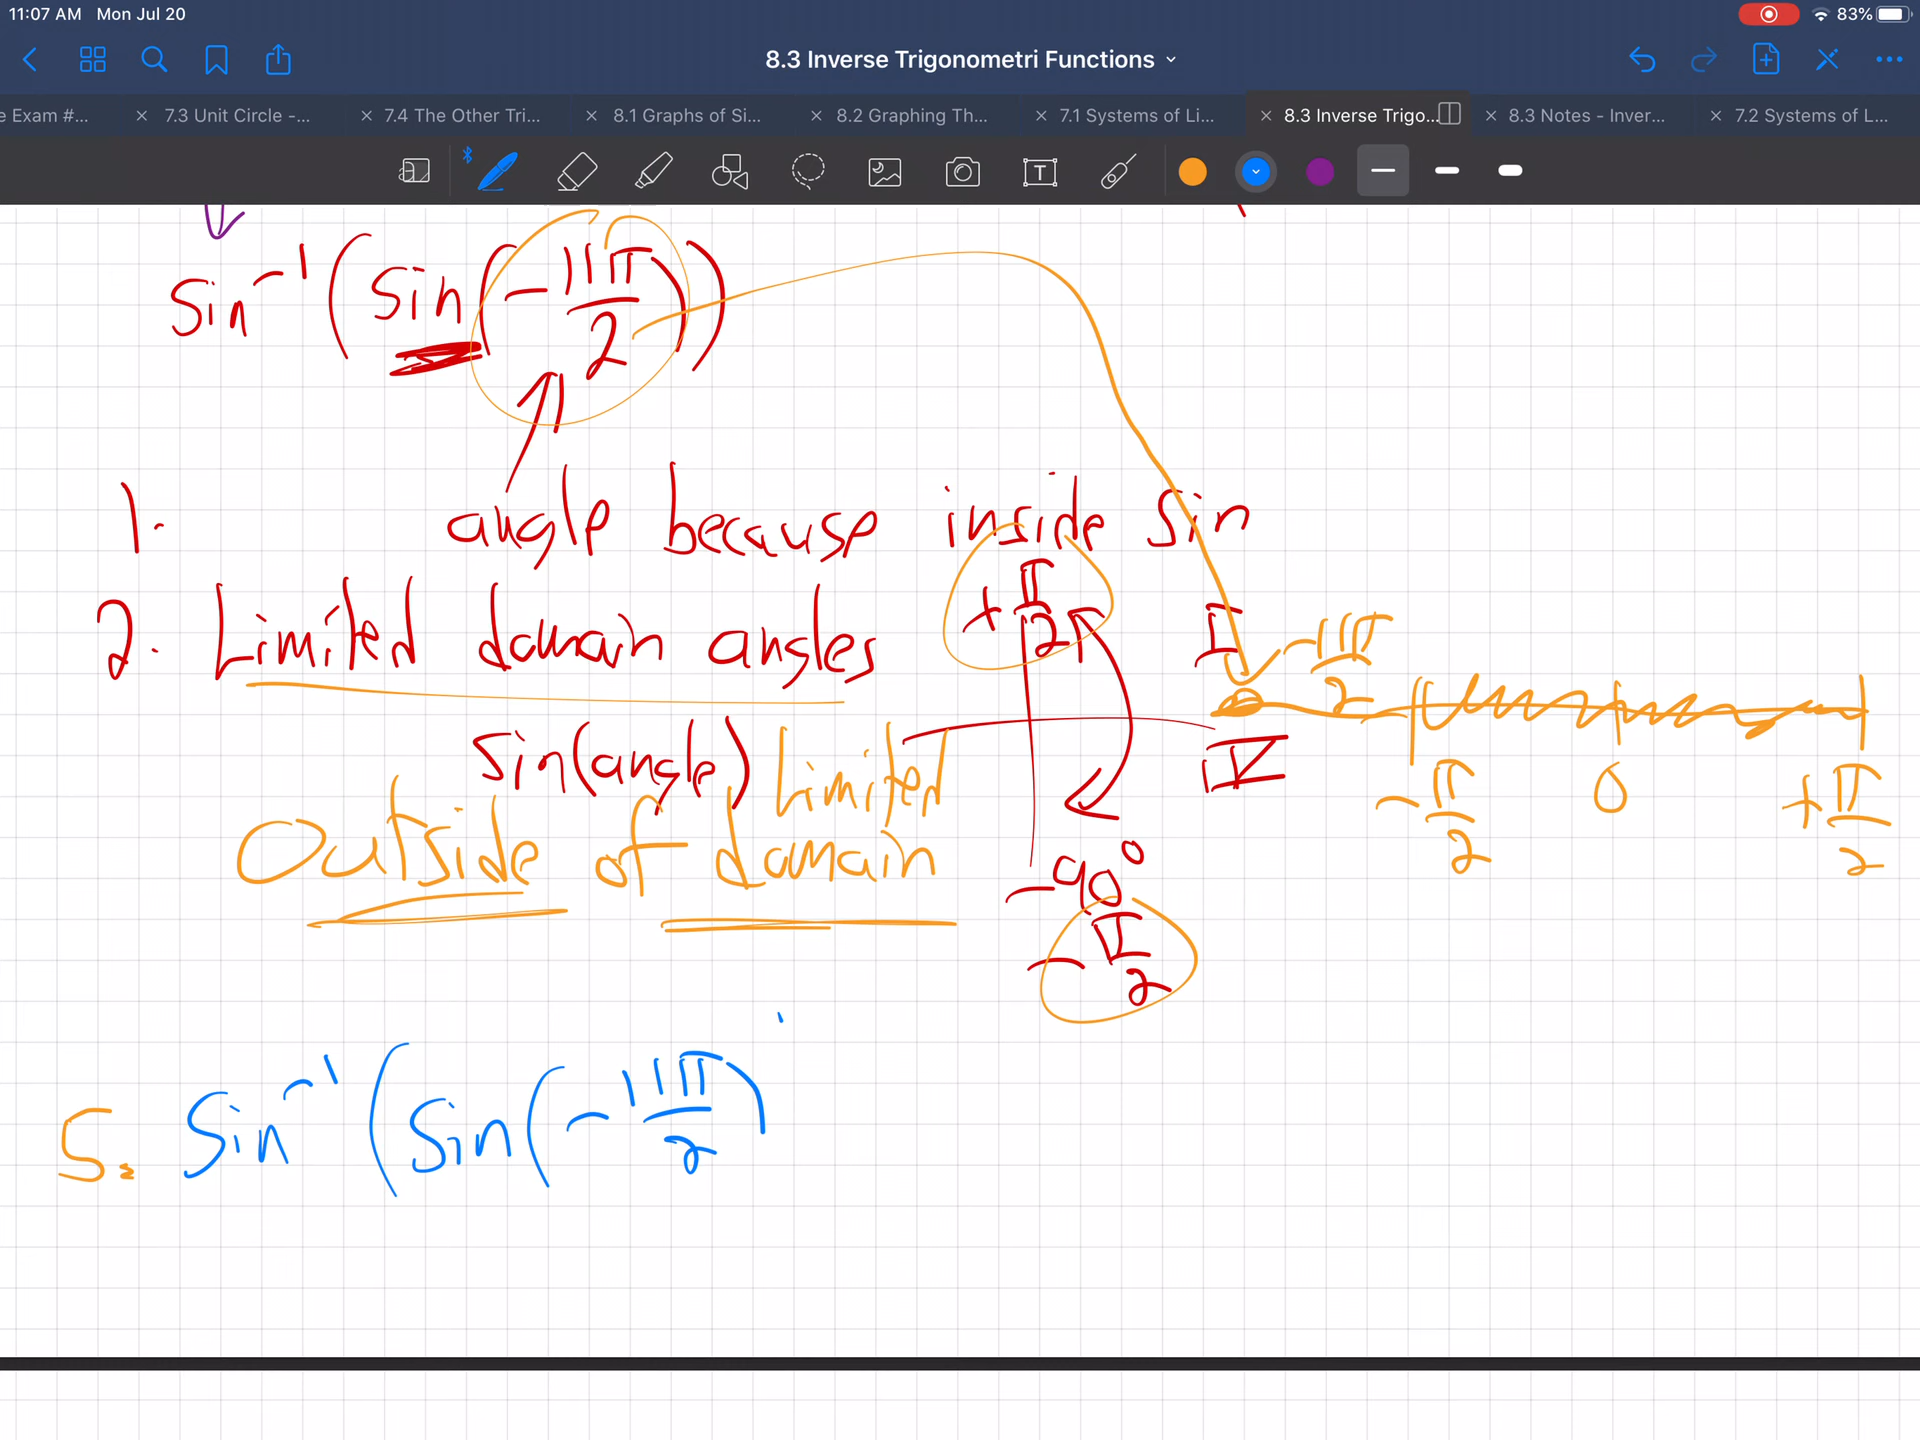 11:07 AM Mon Jul 20 83%
8.3 Inverse Trigonometri Functions
e Exam #... × 7.3 Unit Circle -... × 7.4 The Other Tri... × 8.1 Graphs of Si... × 8.2 Graphing Th... × 7.1 Systems of Li... × 8.3 Inverse Trigo... × 8.3 Notes - Inver... × 7.2 Systems of L...
T
Sin⁻¹(Sin(-11π/2))
1. angle because inside Sin
+π/2
2. Limited domain angles I -11π/2
Sin(angle) Limited IV -π/2 0 +π/2
Outside of domain
-90°
-π/2
5. Sin⁻¹(Sin(-11π/2)